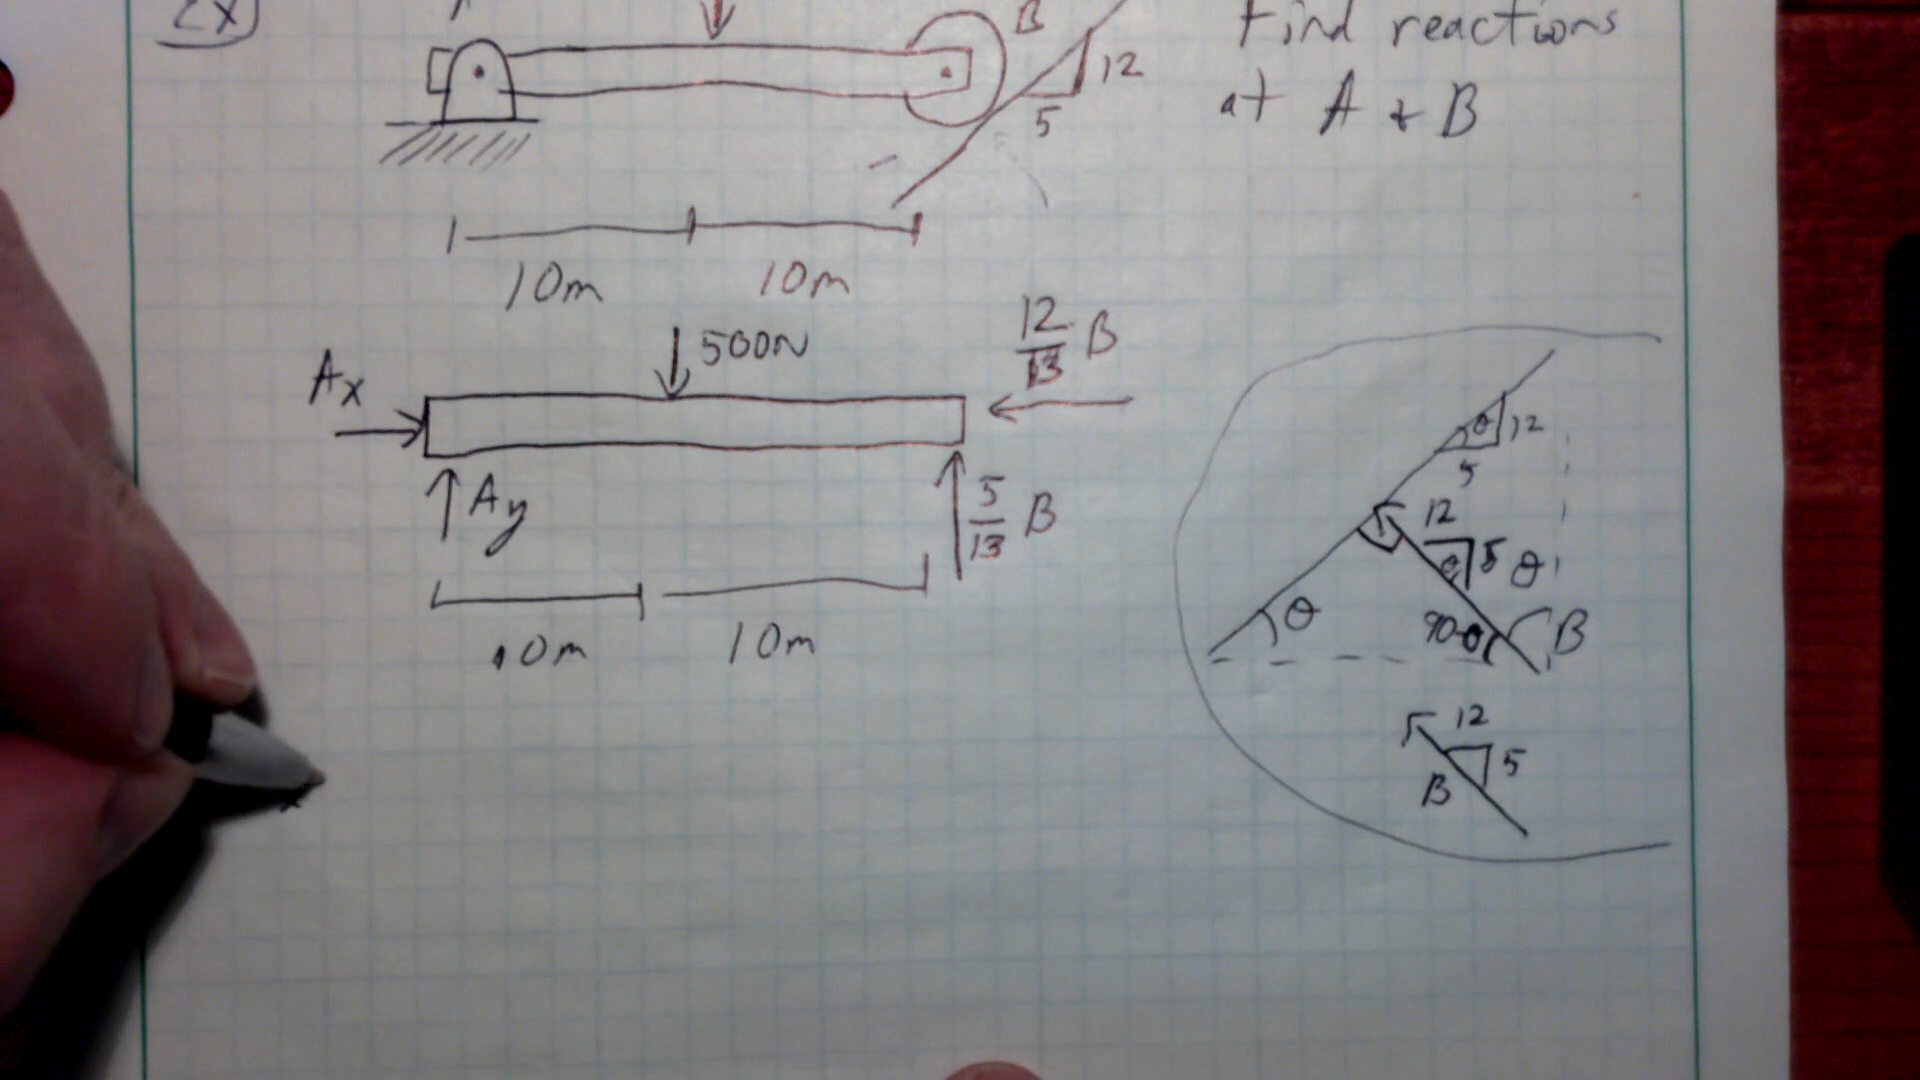 Ex)
B
Find reactions
at A & B
12
5
10m
10m
500N
12/13 B
Ax
Ay
5/13 B
10m
10m
θ 12
5
12
θ 5 θ
θ
90-θ
B
12
5
B